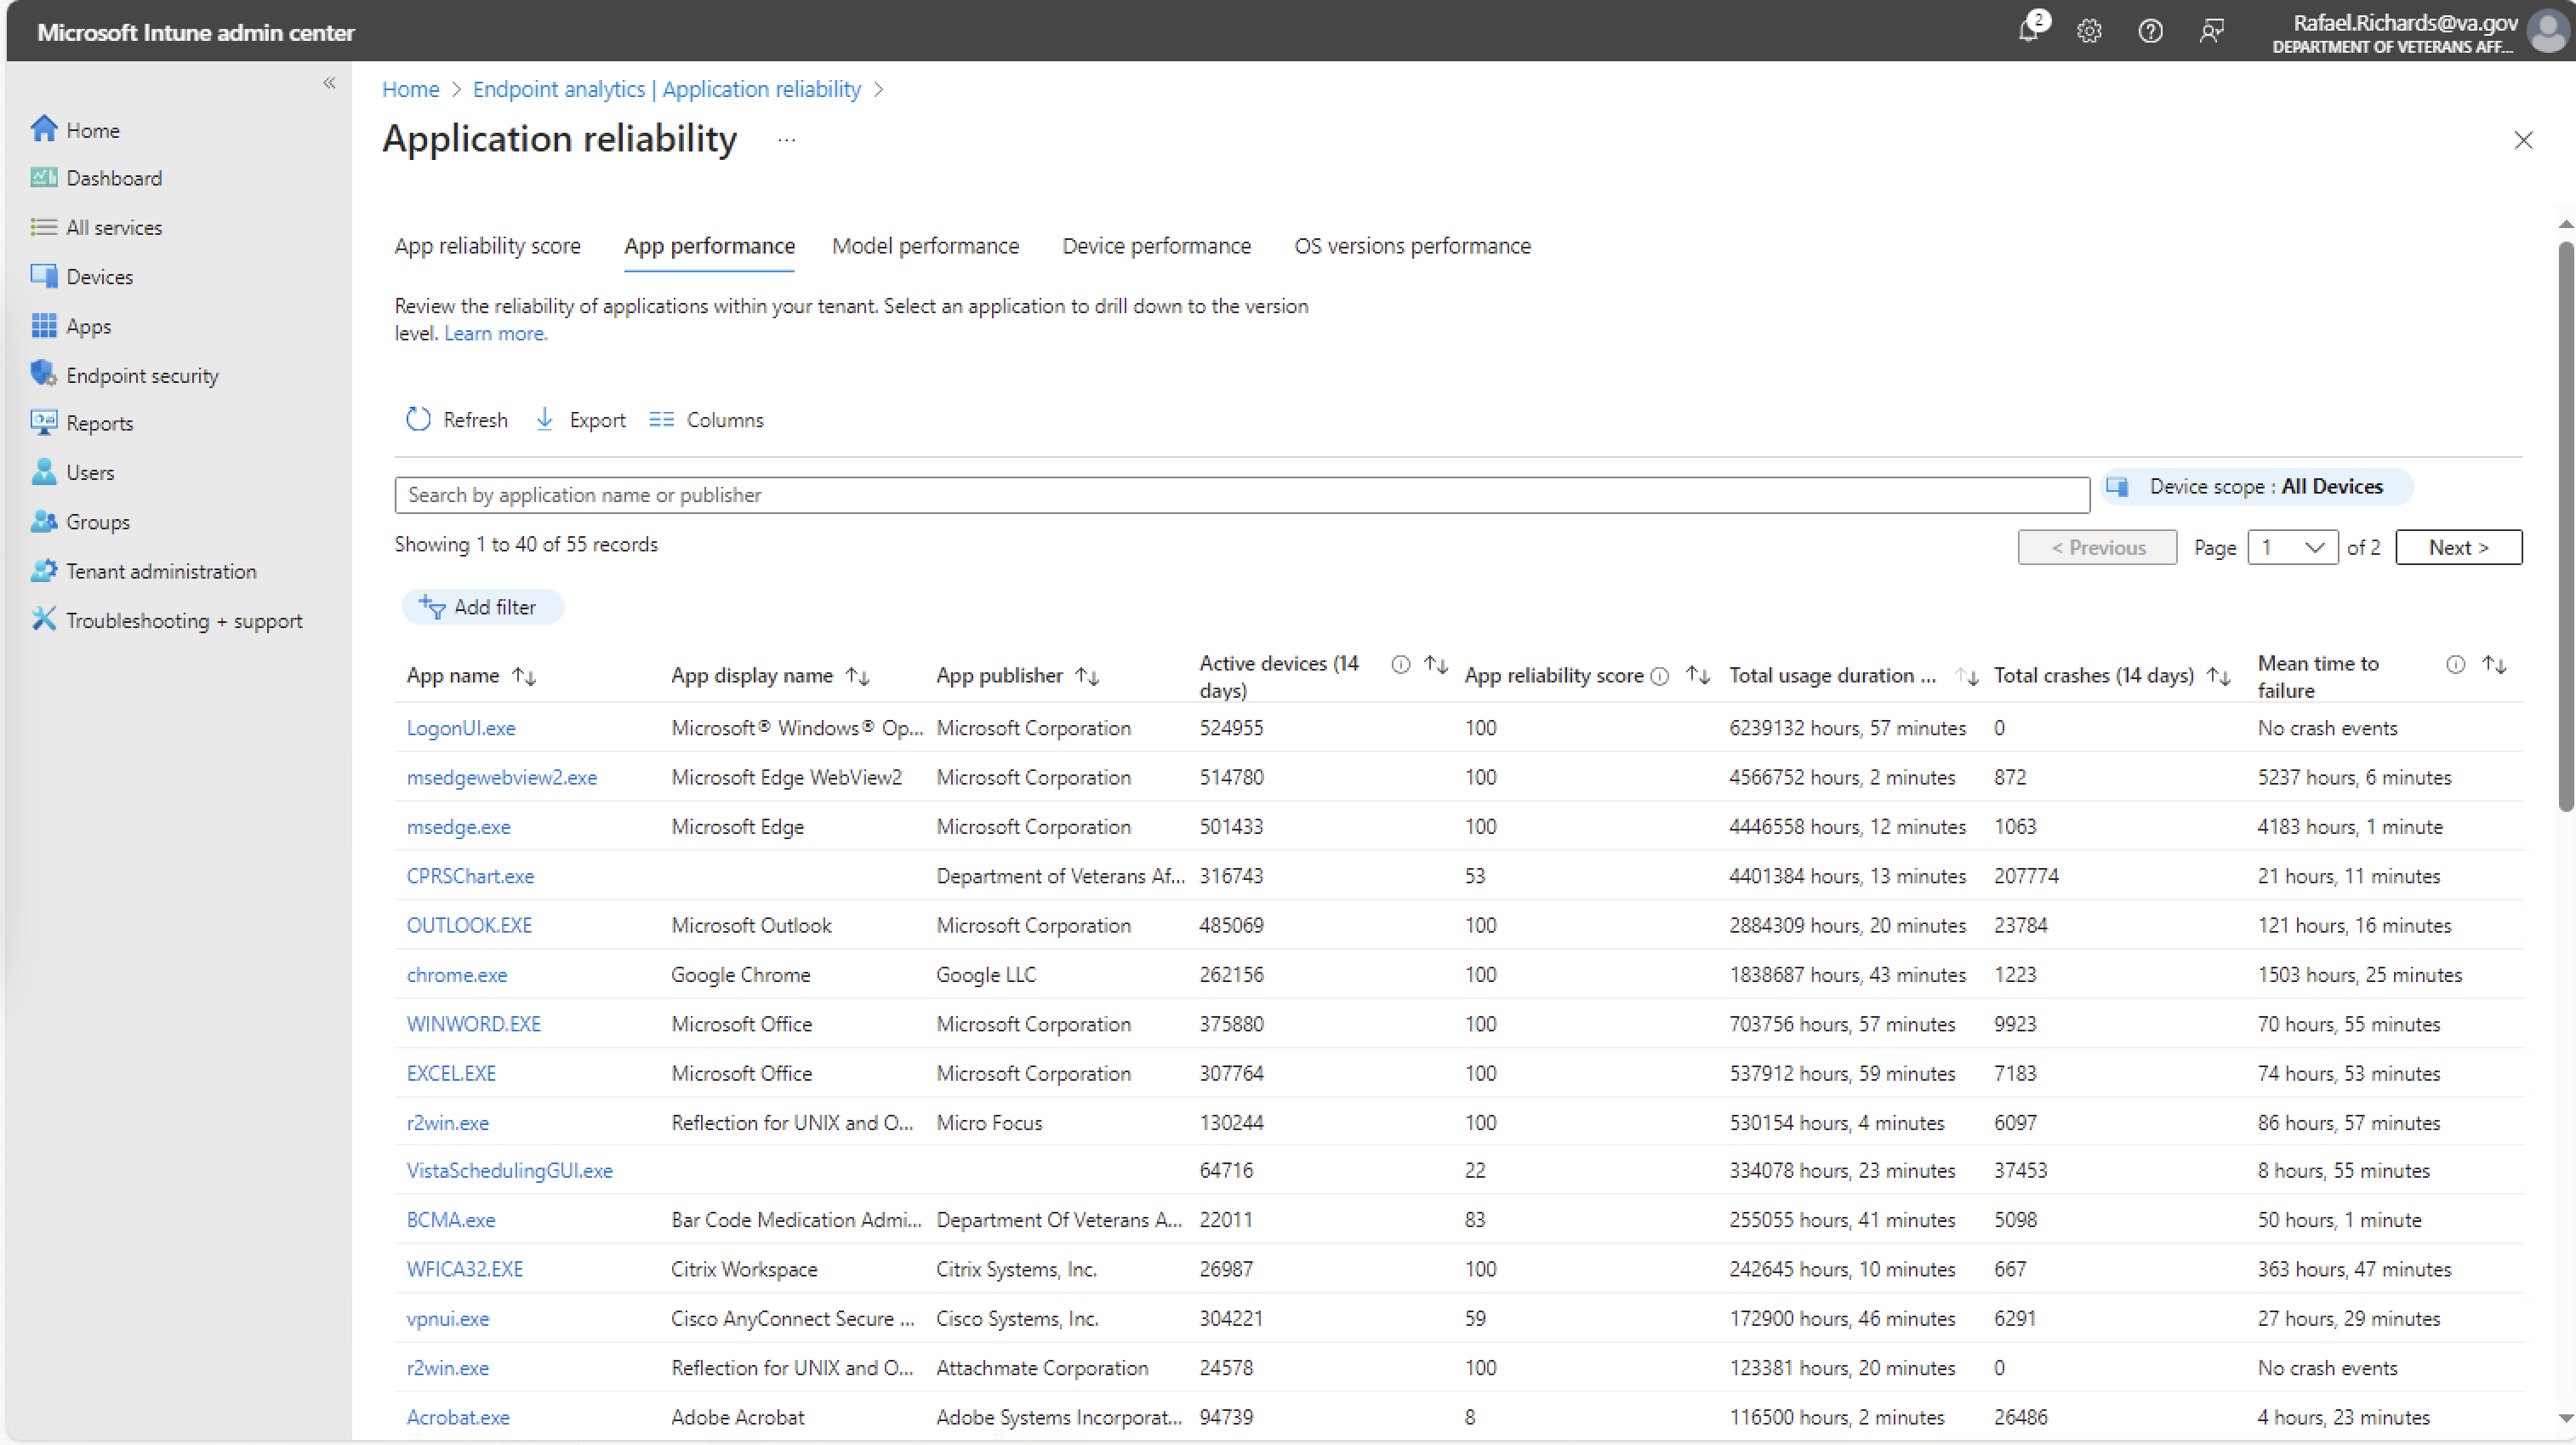 Microsoft Intune admin center
2
Rafael.Richards@va.gov
DEPARTMENT OF VETERANS AFF...
Home
Dashboard
All services
Devices
Apps
Endpoint security
Reports
Users
Groups
Tenant administration
Troubleshooting + support
Home > Endpoint analytics | Application reliability >
Application reliability ...
App reliability score App performance Model performance Device performance OS versions performance
Review the reliability of applications within your tenant. Select an application to drill down to the version
level. Learn more.
Refresh Export Columns
Search by application name or publisher
Device scope : All Devices
Showing 1 to 40 of 55 records
< Previous Page 1 of 2 Next >
Add filter
App name App display name App publisher Active devices (14 days) App reliability score Total usage duration ... Total crashes (14 days) Mean time to failure
LogonUI.exe Microsoft® Windows® Op... Microsoft Corporation 524955 100 6239132 hours, 57 minutes 0 No crash events
msedgewebview2.exe Microsoft Edge WebView2 Microsoft Corporation 514780 100 4566752 hours, 2 minutes 872 5237 hours, 6 minutes
msedge.exe Microsoft Edge Microsoft Corporation 501433 100 4446558 hours, 12 minutes 1063 4183 hours, 1 minute
CPRSChart.exe Department of Veterans Af... 316743 53 4401384 hours, 13 minutes 207774 21 hours, 11 minutes
OUTLOOK.EXE Microsoft Outlook Microsoft Corporation 485069 100 2884309 hours, 20 minutes 23784 121 hours, 16 minutes
chrome.exe Google Chrome Google LLC 262156 100 1838687 hours, 43 minutes 1223 1503 hours, 25 minutes
WINWORD.EXE Microsoft Office Microsoft Corporation 375880 100 703756 hours, 57 minutes 9923 70 hours, 55 minutes
EXCEL.EXE Microsoft Office Microsoft Corporation 307764 100 537912 hours, 59 minutes 7183 74 hours, 53 minutes
r2win.exe Reflection for UNIX and O... Micro Focus 130244 100 530154 hours, 4 minutes 6097 86 hours, 57 minutes
VistaSchedulingGUI.exe 64716 22 334078 hours, 23 minutes 37453 8 hours, 55 minutes
BCMA.exe Bar Code Medication Admi... Department Of Veterans A... 22011 83 255055 hours, 41 minutes 5098 50 hours, 1 minute
WFICA32.EXE Citrix Workspace Citrix Systems, Inc. 26987 100 242645 hours, 10 minutes 667 363 hours, 47 minutes
vpnui.exe Cisco AnyConnect Secure ... Cisco Systems, Inc. 304221 59 172900 hours, 46 minutes 6291 27 hours, 29 minutes
r2win.exe Reflection for UNIX and O... Attachmate Corporation 24578 100 123381 hours, 20 minutes 0 No crash events
Acrobat.exe Adobe Acrobat Adobe Systems Incorporat... 94739 8 116500 hours, 2 minutes 26486 4 hours, 23 minutes